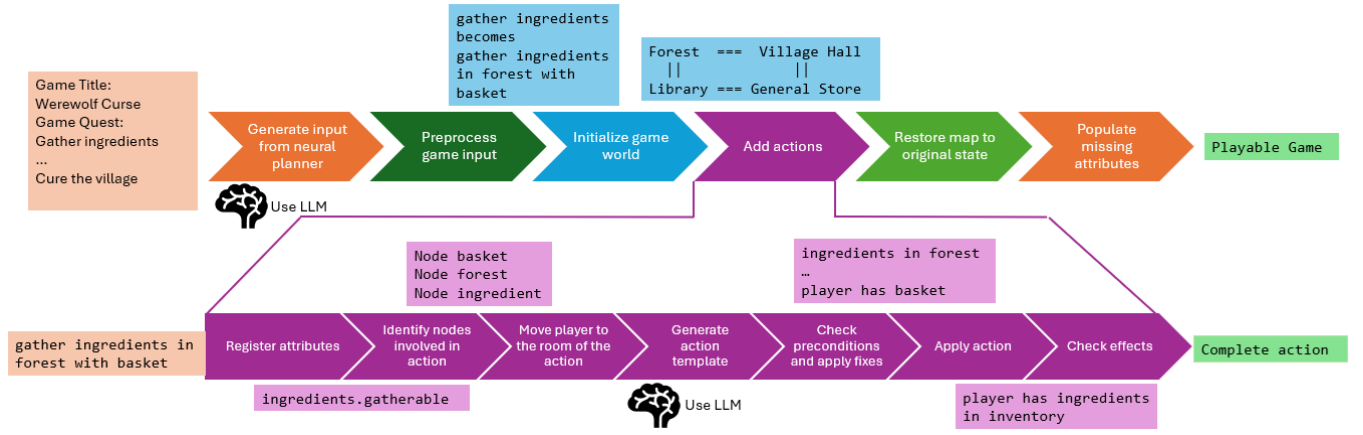 gather ingredients
becomes
gather ingredients
in forest with
basket
Forest === Village Hall
|| ||
Library === General Store
Game Title:
Werewolf Curse
Game Quest:
Gather ingredients
...
Cure the village
Generate input
from neural
planner
Preprocess
game input
Initialize game
world
Add actions
Restore map to
original state
Populate
missing
attributes
Playable Game
Use LLM
Node basket
Node forest
Node ingredient
ingredients in forest
…
player has basket
gather ingredients in
forest with basket
Register attributes
Identify nodes
involved in
action
Move player to
the room of the
action
Generate
action
template
Check
preconditions
and apply fixes
Apply action
Check effects
Complete action
ingredients.gatherable
Use LLM
player has ingredients
in inventory